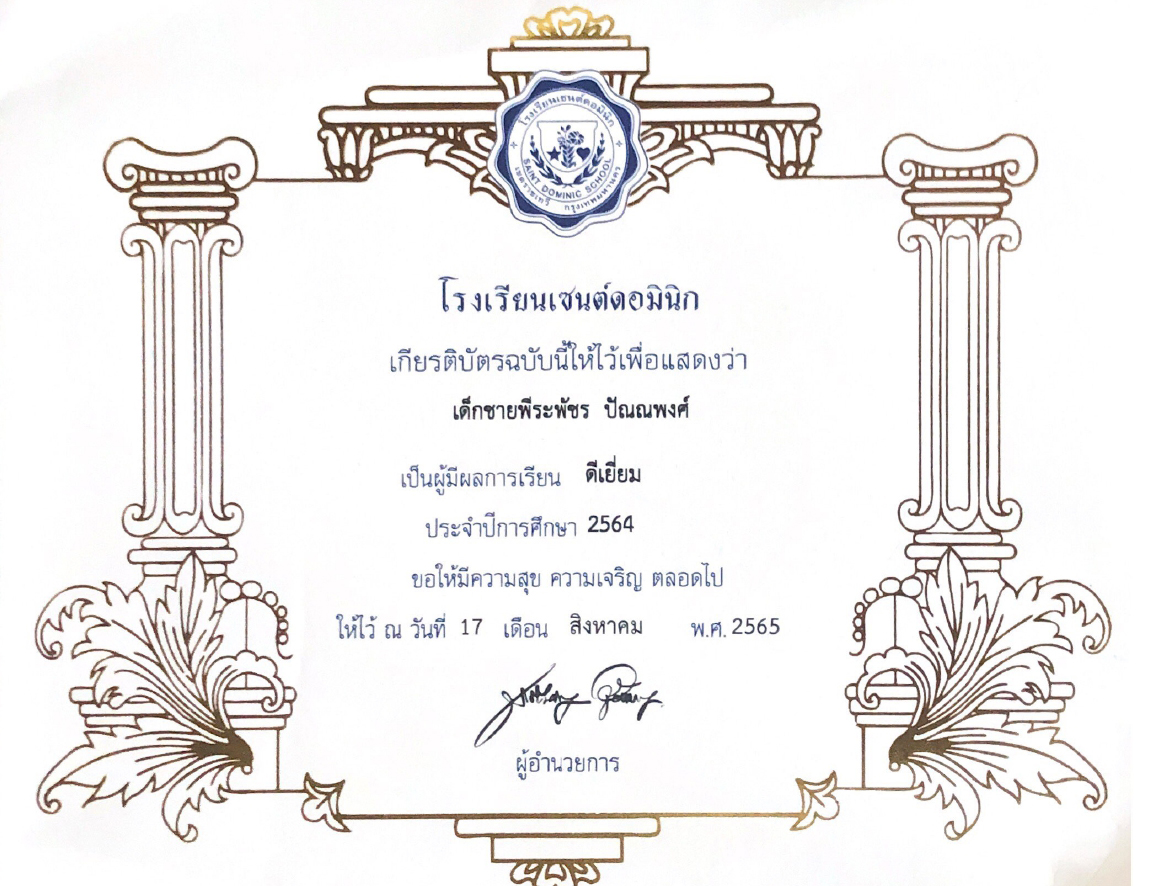 โรงเรียนเซนต์ดอมินิก
SAINT DOMINIC SCHOOL
เขตราชเทวี กรุงเทพมหานคร
โรงเรียนเซนต์ดอมินิก
เกียรติบัตรฉบับนี้ให้ไว้เพื่อแสดงว่า
เด็กชายพีระพัชร ปัณณพงศ์
เป็นผู้มีผลการเรียน ดีเยี่ยม
ประจำปีการศึกษา 2564
ขอให้มีความสุข ความเจริญ ตลอดไป
ให้ไว้ ณ วันที่ 17 เดือน สิงหาคม พ.ศ. 2565
ผู้อำนวยการ